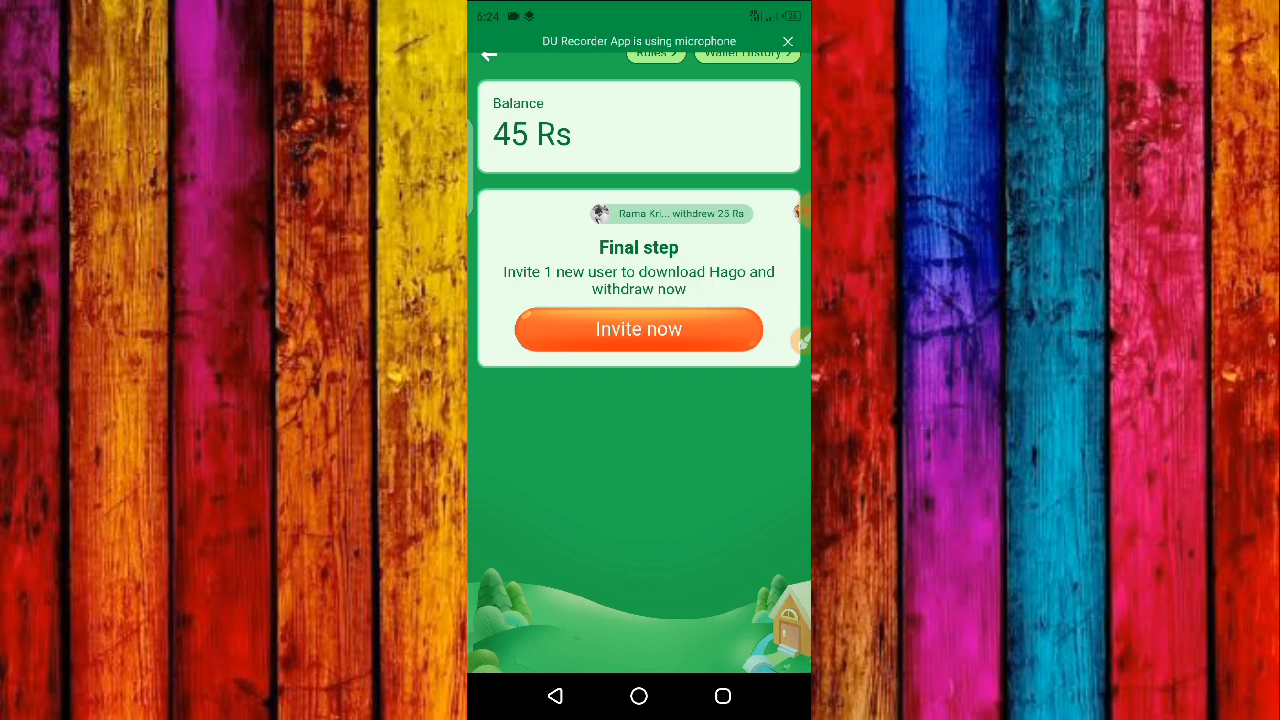 6:24
26
DU Recorder App is using microphone
Rules
Wallet History
Balance
45 Rs
Rama Kri... withdrew 25 Rs
Final step
Invite 1 new user to download Hago and
withdraw now
Invite now